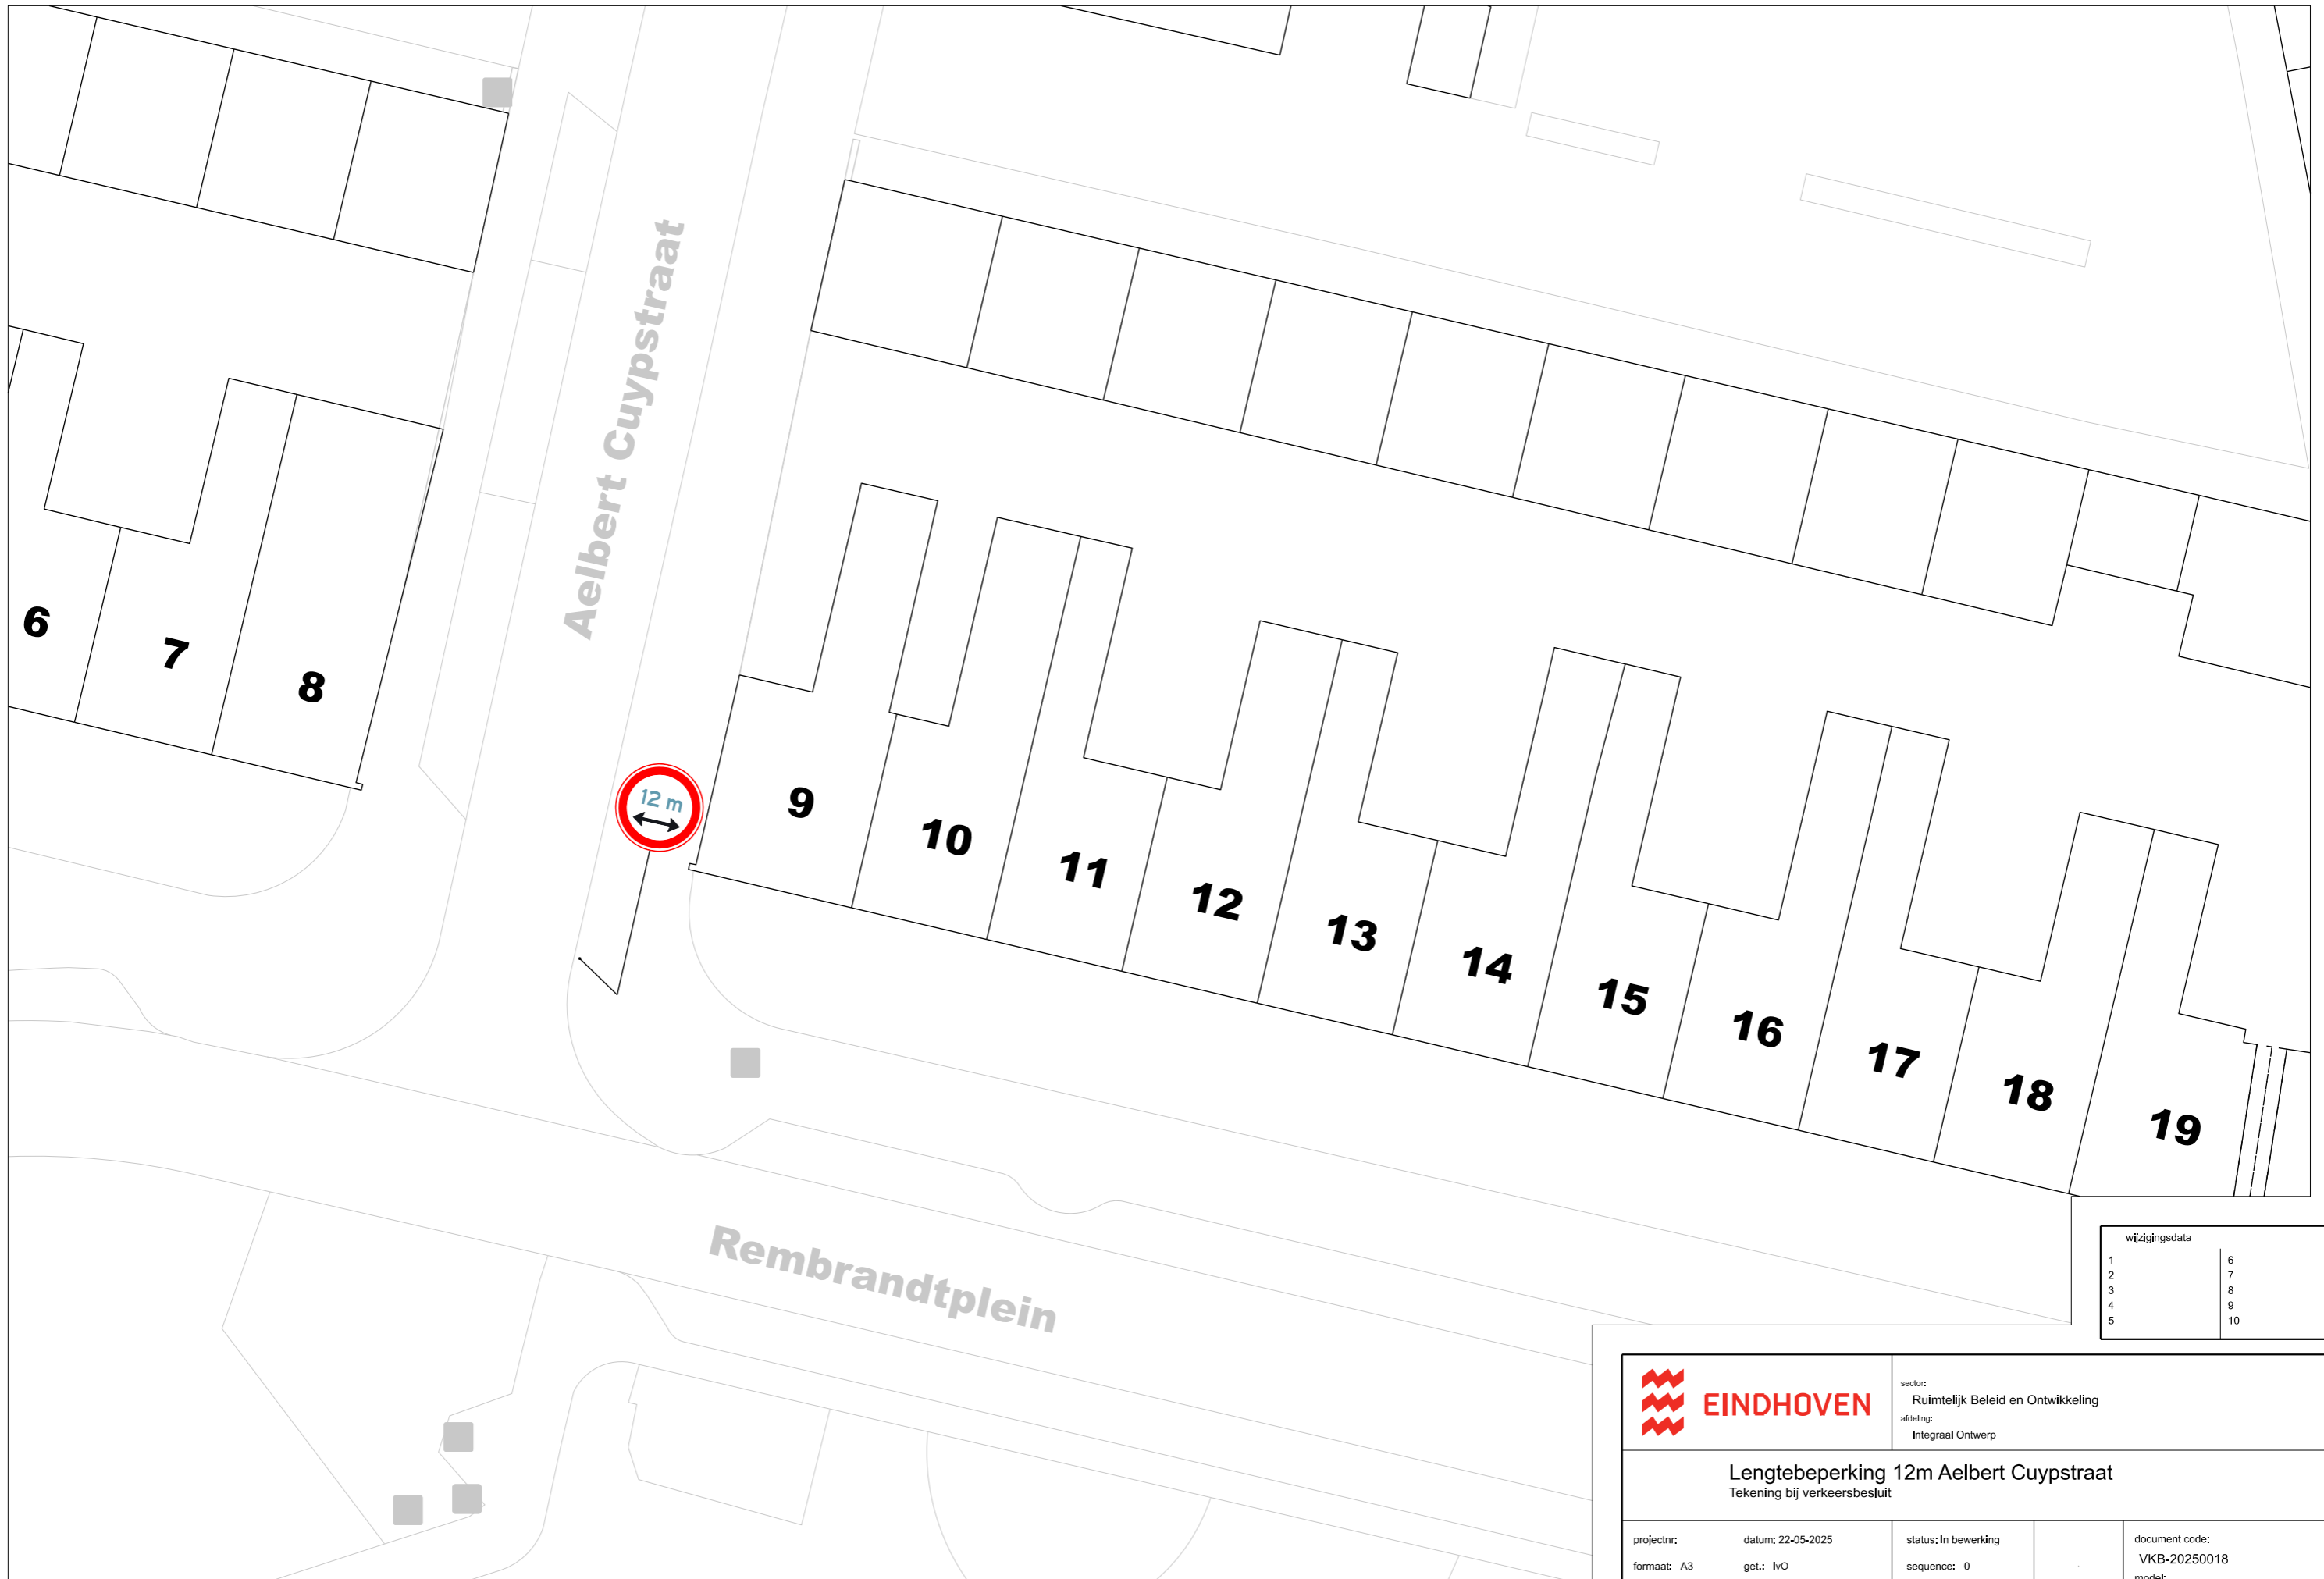 Aelbert Cuypstraat
6
7
8
12 m
9
10
11
12
13
14
15
16
17
18
19
Rembrandtplein
wijzigingsdata
1 6
2 7
3 8
4 9
5 10
EINDHOVEN
sector:
Ruimtelijk Beleid en Ontwikkeling
afdeling:
Integraal Ontwerp
Lengtebeperking 12m Aelbert Cuypstraat
Tekening bij verkeersbesluit
projectnr: datum: 22-05-2025 status: In bewerking document code:
VKB-20250018
formaat: A3 get.: IvO sequence: 0
model: